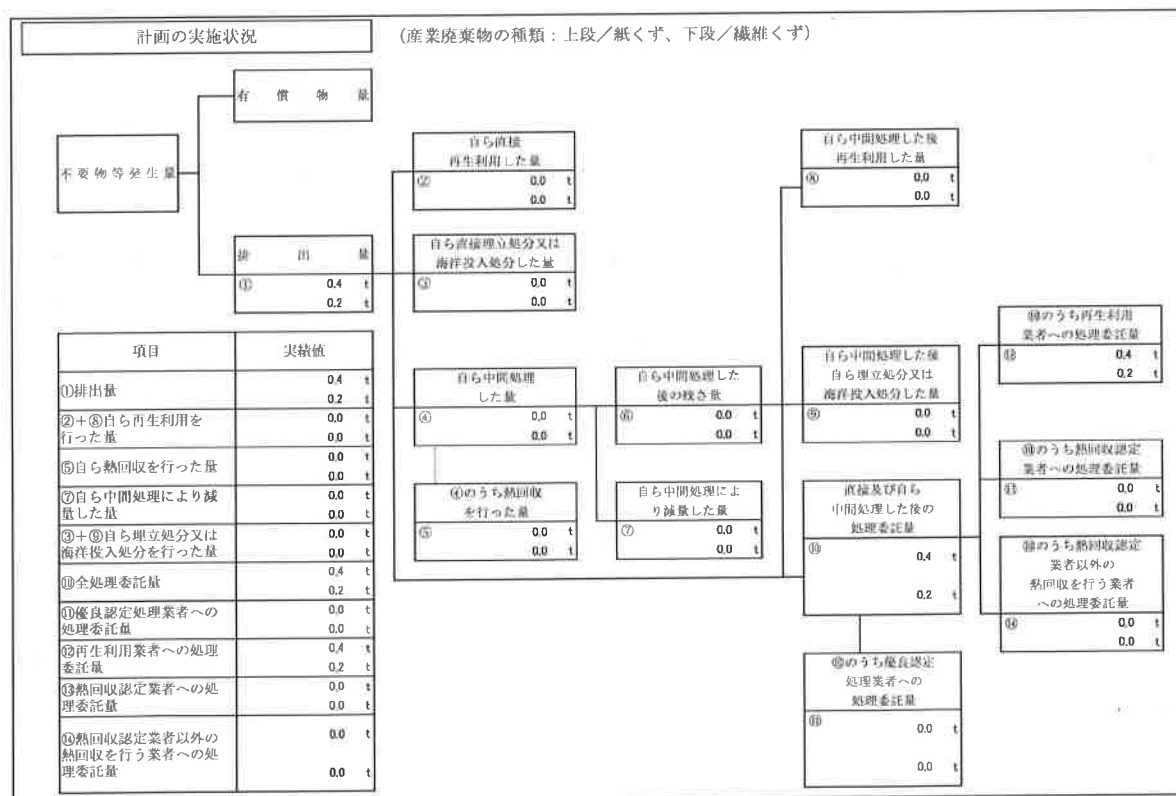 計画の実施状況
（産業廃棄物の種類：上段／紙くず、下段／繊維くず）
有償物量
不要物等発生量
排出量
① 0.4 t
0.2 t
自ら直接
再生利用した量
② 0.0 t
0.0 t
自ら直接埋立処分又は
海洋投入処分した量
③ 0.0 t
0.0 t
自ら中間処理
した量
④ 0.0 t
0.0 t
④のうち熱回収
を行った量
⑤ 0.0 t
0.0 t
自ら中間処理した
後の残さ量
⑥ 0.0 t
0.0 t
自ら中間処理によ
り減量した量
⑦ 0.0 t
0.0 t
自ら中間処理した後
再生利用した量
⑧ 0.0 t
0.0 t
自ら中間処理した後
自ら埋立処分又は
海洋投入処分した量
⑨ 0.0 t
0.0 t
直接及び自ら
中間処理した後の
処理委託量
⑩ 0.4 t
0.2 t
⑩のうち優良認定
処理業者への
処理委託量
⑪ 0.0 t
0.0 t
⑩のうち再生利用
業者への処理委託量
⑫ 0.4 t
0.2 t
⑩のうち熱回収認定
業者への処理委託量
⑬ 0.0 t
0.0 t
⑩のうち熱回収認定
業者以外の
熱回収を行う業者
への処理委託量
⑭ 0.0 t
0.0 t
項目 実績値
①排出量 0.4 t
0.2 t
②＋⑧自ら再生利用を 0.0 t
行った量 0.0 t
⑤自ら熱回収を行った量 0.0 t
0.0 t
⑦自ら中間処理により減 0.0 t
量した量 0.0 t
③＋⑨自ら埋立処分又は 0.0 t
海洋投入処分を行った量 0.0 t
⑩全処理委託量 0.4 t
0.2 t
⑪優良認定処理業者への 0.0 t
処理委託量 0.0 t
⑫再生利用業者への処理 0.4 t
委託量 0.2 t
⑬熱回収認定業者への処 0.0 t
理委託量 0.0 t
⑭熱回収認定業者以外の 0.0 t
熱回収を行う業者への処
理委託量 0.0 t